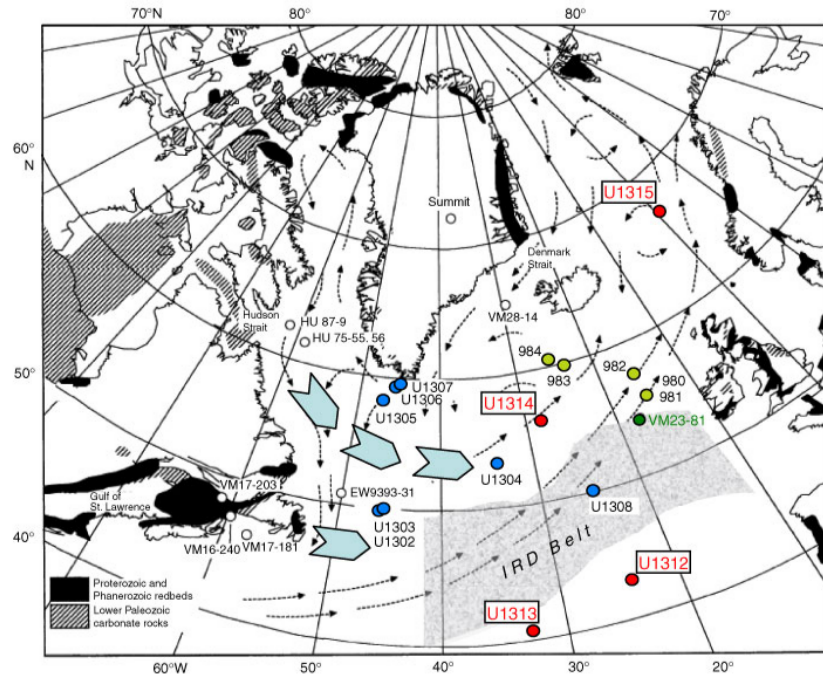 70°N
80°
80°
70°
60°
N
60°
U1315
Summit
Denmark
Strait
Hudson
Strait
HU 87-9
HU 75-55. 56
VM28-14
984
983
982
980
981
50°
50°
U1307
U1306
U1305
U1314
VM23-81
U1304
VM17-203
EW9393-31
U1308
Gulf of
St. Lawrence
U1303
U1302
VM16-240
VM17-181
40°
40°
IRD Belt
U1312
U1313
Proterozoic and
Phanerozoic redbeds
Lower Paleozoic
carbonate rocks
60°W
50°
40°
30°
20°